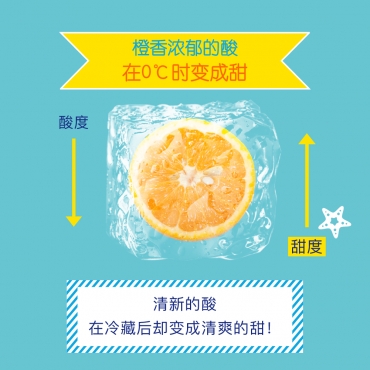 橙香浓郁的酸
在0℃时变成甜
酸度
甜度
清新的酸
在冷藏后却变成清爽的甜!